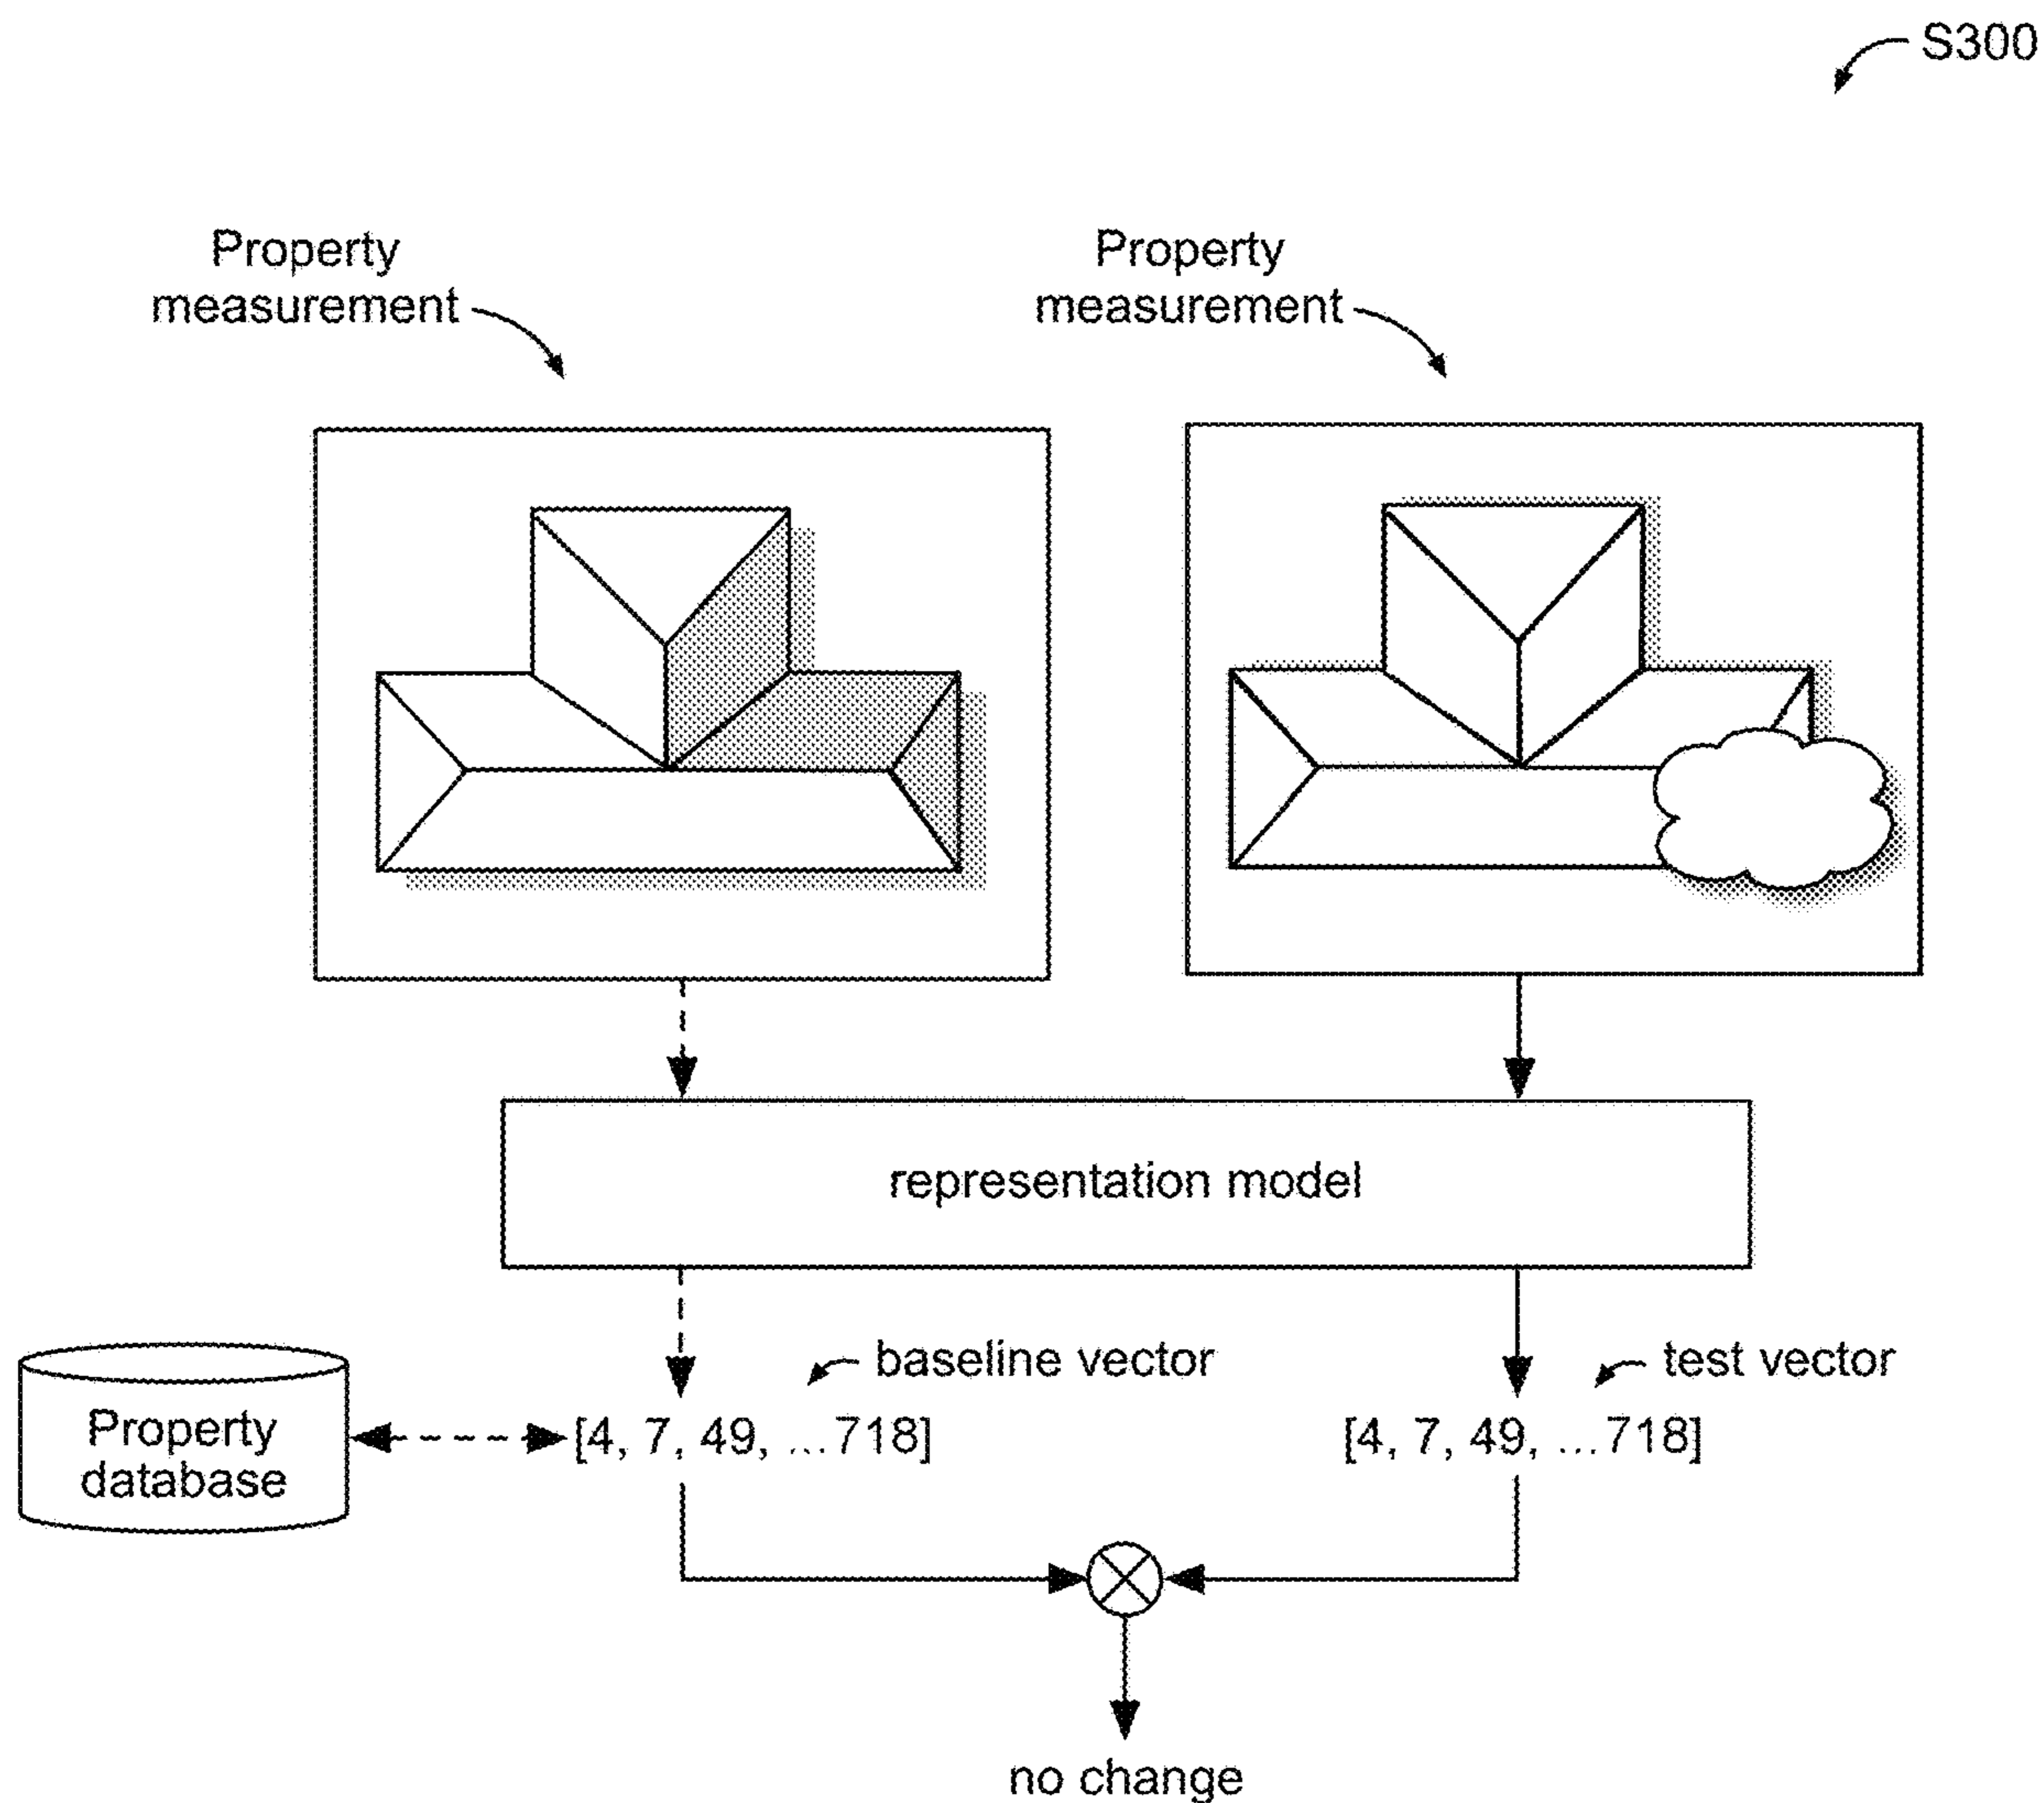 S300
Property
measurement
Property
measurement
representation model
baseline vector
test vector
Property
database
[4, 7, 49, ...718]
[4, 7, 49, ...718]
no change